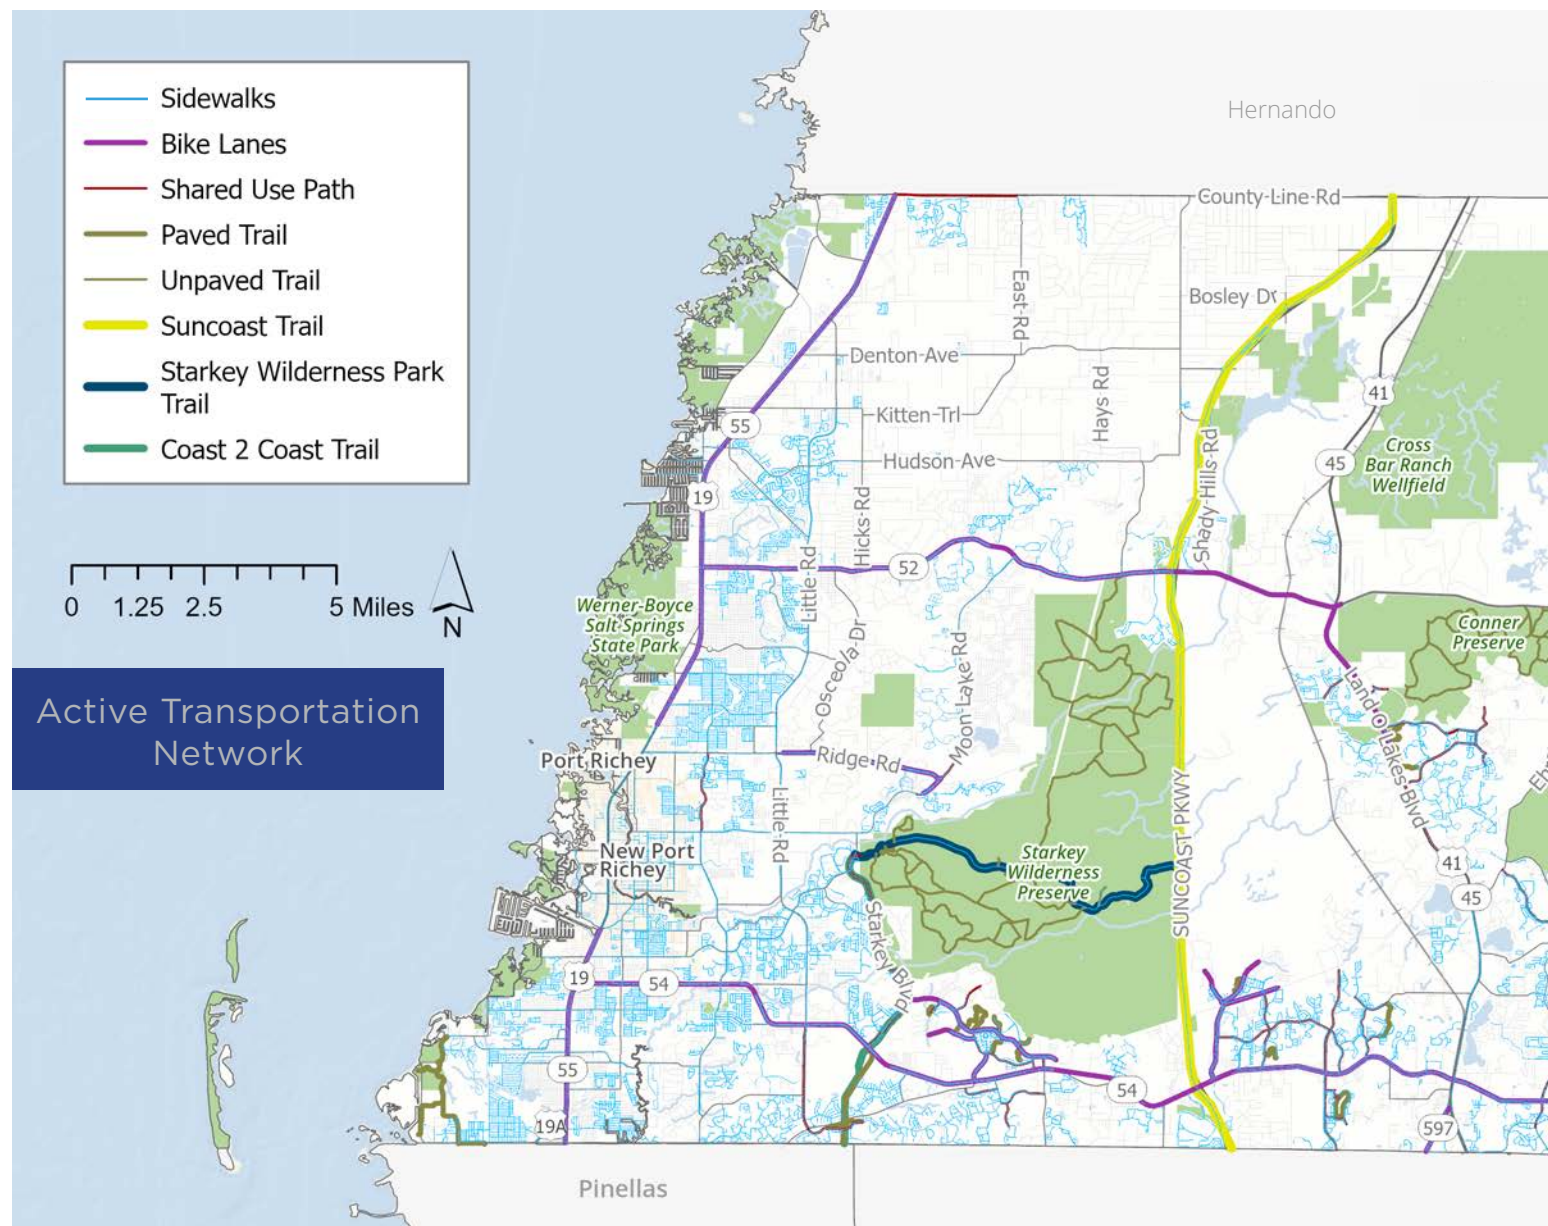 Sidewalks
Bike Lanes
Shared Use Path
Paved Trail
Unpaved Trail
Suncoast Trail
Starkey Wilderness Park
Trail
Coast 2 Coast Trail
0 1.25 2.5 5 Miles
N
Active Transportation
Network
Hernando
County-Line-Rd
East-Rd
Bosley Dr
Denton-Ave
Hays Rd
41
Kitten-Trl
55
Shady-Hills-Rd
Cross
Bar Ranch
Wellfield
Hudson-Ave
45
19
Hicks-Rd
Little-Rd
52
Werner-Boyce
Salt Springs
State Park
Conner
Preserve
Osceola-Dr
Moon Lake-Rd
Land O Lakes-Blvd
Port Richey
Ridge-Rd
SUNCOAST PKWY
Little-Rd
New Port
Richey
Starkey
Wilderness
Preserve
41
45
Starkey Blvd
19
54
55
54
19A
597
Pinellas